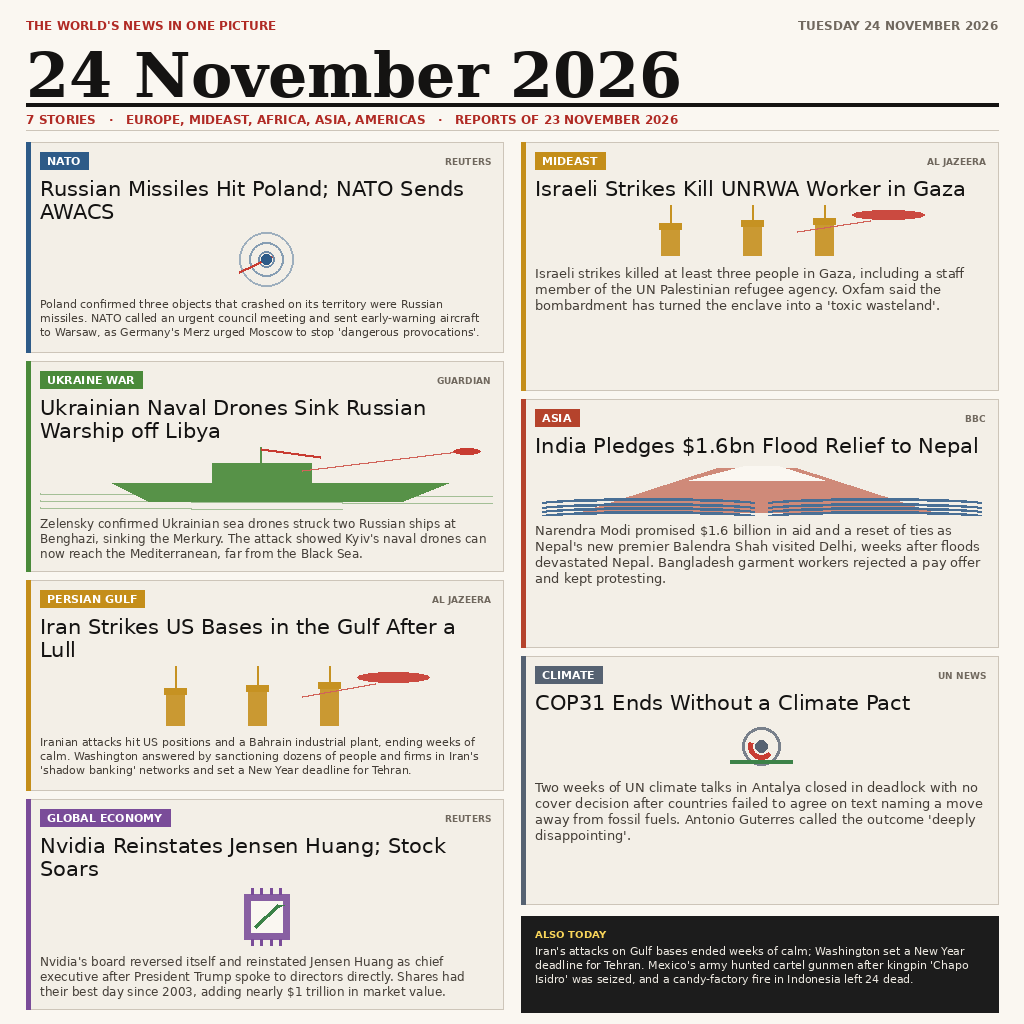 THE WORLD'S NEWS IN ONE PICTURE
TUESDAY 24 NOVEMBER 2026
24 November 2026
7 STORIES · EUROPE, MIDEAST, AFRICA, ASIA, AMERICAS · REPORTS OF 23 NOVEMBER 2026
NATO
REUTERS
Russian Missiles Hit Poland; NATO Sends
AWACS
Poland confirmed three objects that crashed on its territory were Russian
missiles. NATO called an urgent council meeting and sent early-warning aircraft
to Warsaw, as Germany's Merz urged Moscow to stop 'dangerous provocations'.
UKRAINE WAR
GUARDIAN
Ukrainian Naval Drones Sink Russian
Warship off Libya
Zelensky confirmed Ukrainian sea drones struck two Russian ships at
Benghazi, sinking the Merkury. The attack showed Kyiv's naval drones can
now reach the Mediterranean, far from the Black Sea.
PERSIAN GULF
AL JAZEERA
Iran Strikes US Bases in the Gulf After a
Lull
Iranian attacks hit US positions and a Bahrain industrial plant, ending weeks of
calm. Washington answered by sanctioning dozens of people and firms in Iran's
'shadow banking' networks and set a New Year deadline for Tehran.
GLOBAL ECONOMY
REUTERS
Nvidia Reinstates Jensen Huang; Stock
Soars
Nvidia's board reversed itself and reinstated Jensen Huang as chief
executive after President Trump spoke to directors directly. Shares had
their best day since 2003, adding nearly $1 trillion in market value.
MIDEAST
AL JAZEERA
Israeli Strikes Kill UNRWA Worker in Gaza
Israeli strikes killed at least three people in Gaza, including a staff
member of the UN Palestinian refugee agency. Oxfam said the
bombardment has turned the enclave into a 'toxic wasteland'.
ASIA
BBC
India Pledges $1.6bn Flood Relief to Nepal
Narendra Modi promised $1.6 billion in aid and a reset of ties as
Nepal's new premier Balendra Shah visited Delhi, weeks after floods
devastated Nepal. Bangladesh garment workers rejected a pay offer
and kept protesting.
CLIMATE
UN NEWS
COP31 Ends Without a Climate Pact
Two weeks of UN climate talks in Antalya closed in deadlock with no
cover decision after countries failed to agree on text naming a move
away from fossil fuels. Antonio Guterres called the outcome 'deeply
disappointing'.
ALSO TODAY
Iran's attacks on Gulf bases ended weeks of calm; Washington set a New Year
deadline for Tehran. Mexico's army hunted cartel gunmen after kingpin 'Chapo
Isidro' was seized, and a candy-factory fire in Indonesia left 24 dead.